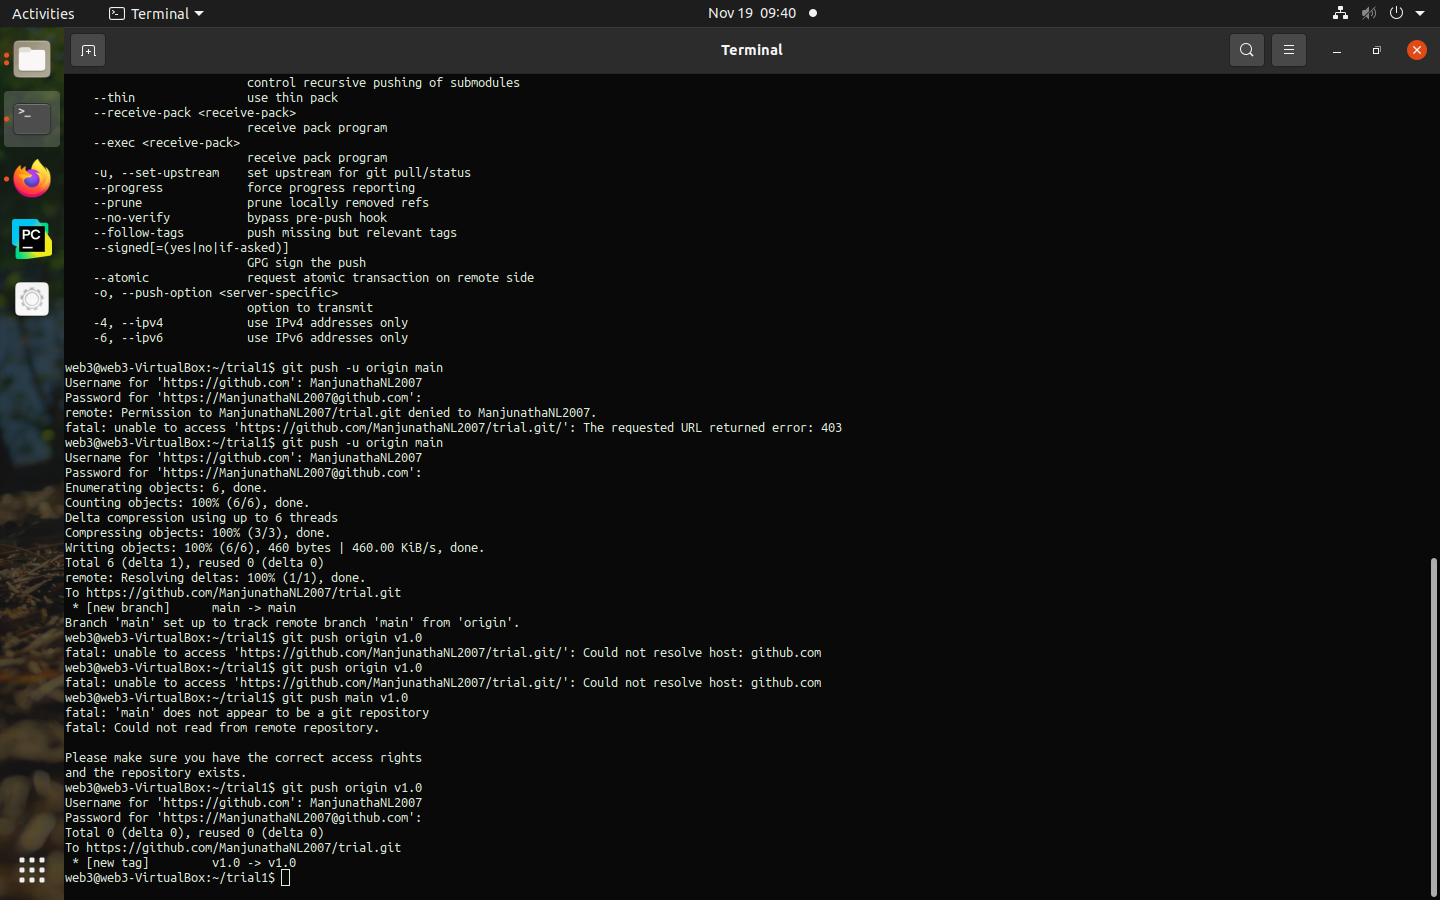 Activities
Terminal
Nov 19 09:40
Terminal
control recursive pushing of submodules
--thin use thin pack
--receive-pack <receive-pack>
receive pack program
--exec <receive-pack>
receive pack program
-u, --set-upstream set upstream for git pull/status
--progress force progress reporting
--prune prune locally removed refs
--no-verify bypass pre-push hook
--follow-tags push missing but relevant tags
--signed[=(yes|no|if-asked)]
GPG sign the push
--atomic request atomic transaction on remote side
-o, --push-option <server-specific>
option to transmit
-4, --ipv4 use IPv4 addresses only
-6, --ipv6 use IPv6 addresses only
web3@web3-VirtualBox:~/trial1$ git push -u origin main
Username for 'https://github.com': ManjunathaNL2007
Password for 'https://ManjunathaNL2007@github.com':
remote: Permission to ManjunathaNL2007/trial.git denied to ManjunathaNL2007.
fatal: unable to access 'https://github.com/ManjunathaNL2007/trial.git/': The requested URL returned error: 403
web3@web3-VirtualBox:~/trial1$ git push -u origin main
Username for 'https://github.com': ManjunathaNL2007
Password for 'https://ManjunathaNL2007@github.com':
Enumerating objects: 6, done.
Counting objects: 100% (6/6), done.
Delta compression using up to 6 threads
Compressing objects: 100% (3/3), done.
Writing objects: 100% (6/6), 460 bytes | 460.00 KiB/s, done.
Total 6 (delta 1), reused 0 (delta 0)
remote: Resolving deltas: 100% (1/1), done.
To https://github.com/ManjunathaNL2007/trial.git
* [new branch] main -> main
Branch 'main' set up to track remote branch 'main' from 'origin'.
web3@web3-VirtualBox:~/trial1$ git push origin v1.0
fatal: unable to access 'https://github.com/ManjunathaNL2007/trial.git/': Could not resolve host: github.com
web3@web3-VirtualBox:~/trial1$ git push origin v1.0
fatal: unable to access 'https://github.com/ManjunathaNL2007/trial.git/': Could not resolve host: github.com
web3@web3-VirtualBox:~/trial1$ git push main v1.0
fatal: 'main' does not appear to be a git repository
fatal: Could not read from remote repository.
Please make sure you have the correct access rights
and the repository exists.
web3@web3-VirtualBox:~/trial1$ git push origin v1.0
Username for 'https://github.com': ManjunathaNL2007
Password for 'https://ManjunathaNL2007@github.com':
Total 0 (delta 0), reused 0 (delta 0)
To https://github.com/ManjunathaNL2007/trial.git
* [new tag] v1.0 -> v1.0
web3@web3-VirtualBox:~/trial1$
>_
PC